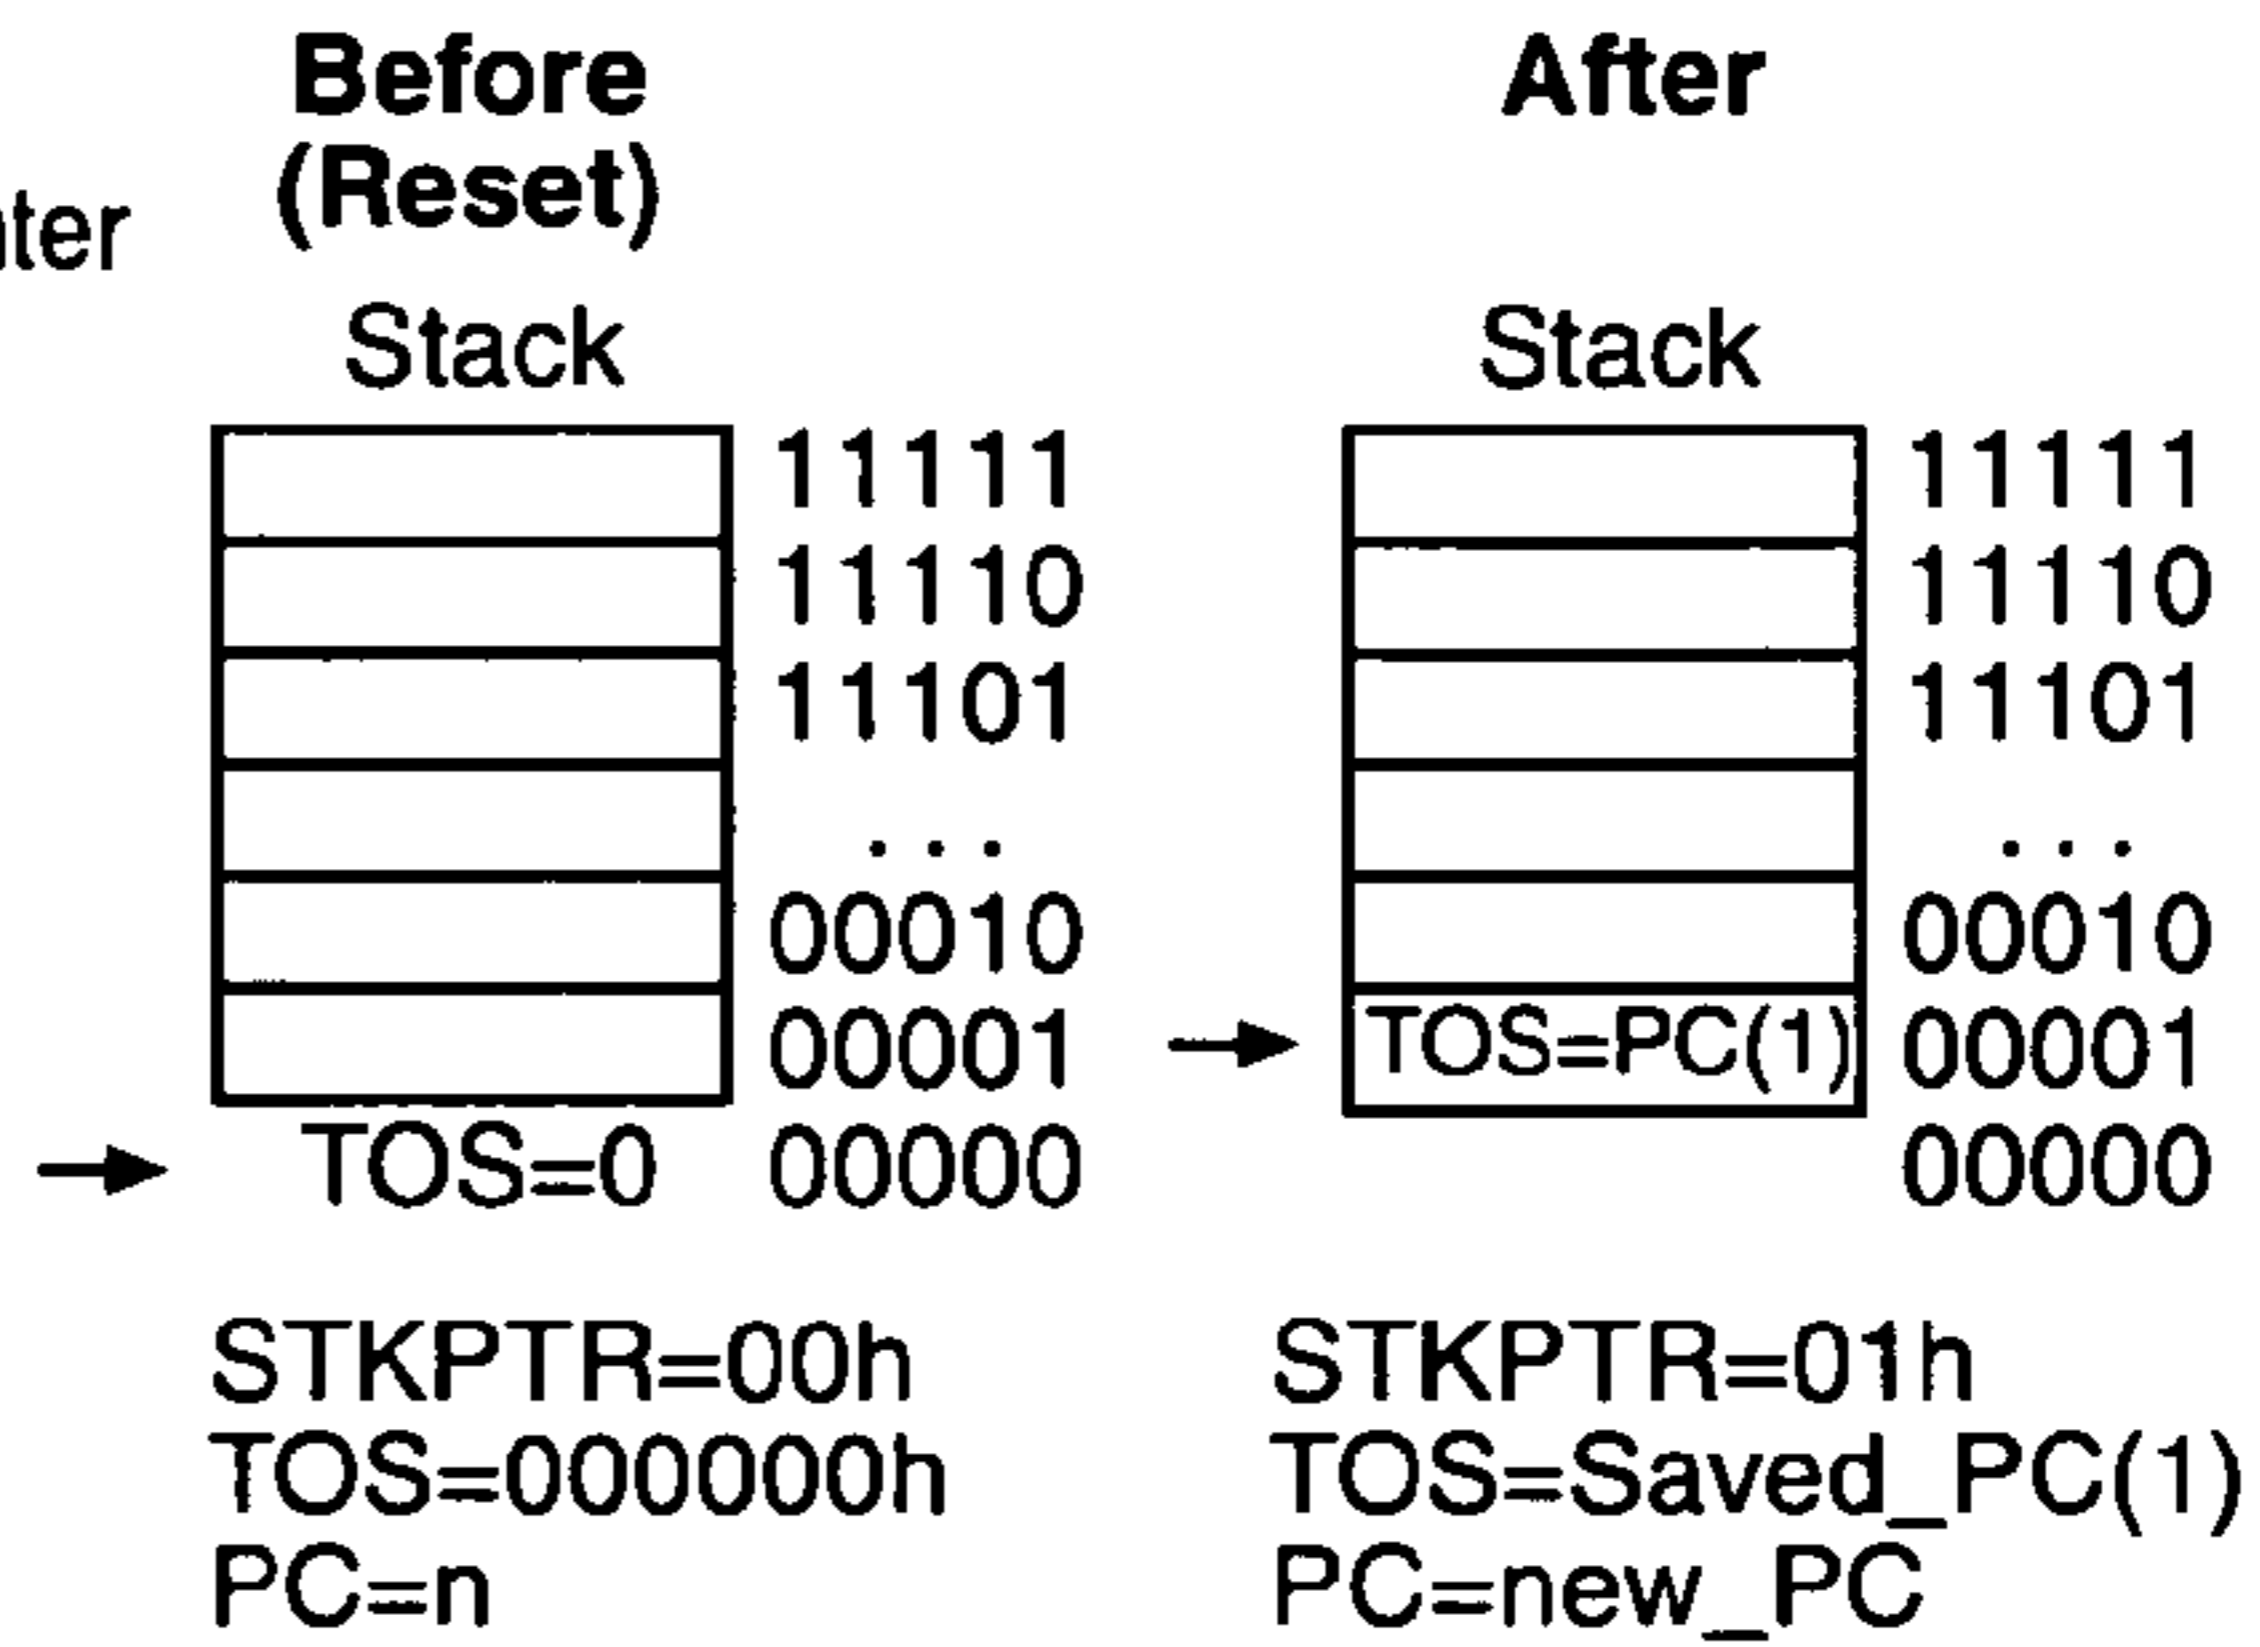 Before
(Reset)
Stack
11111
11110
11101
. . .
00010
00001
TOS=0 00000
STKPTR=00h
TOS=000000h
PC=n
After
Stack
11111
11110
11101
. . .
00010
TOS=PC(1) 00001
00000
STKPTR=01h
TOS=Saved_PC(1)
PC=new_PC